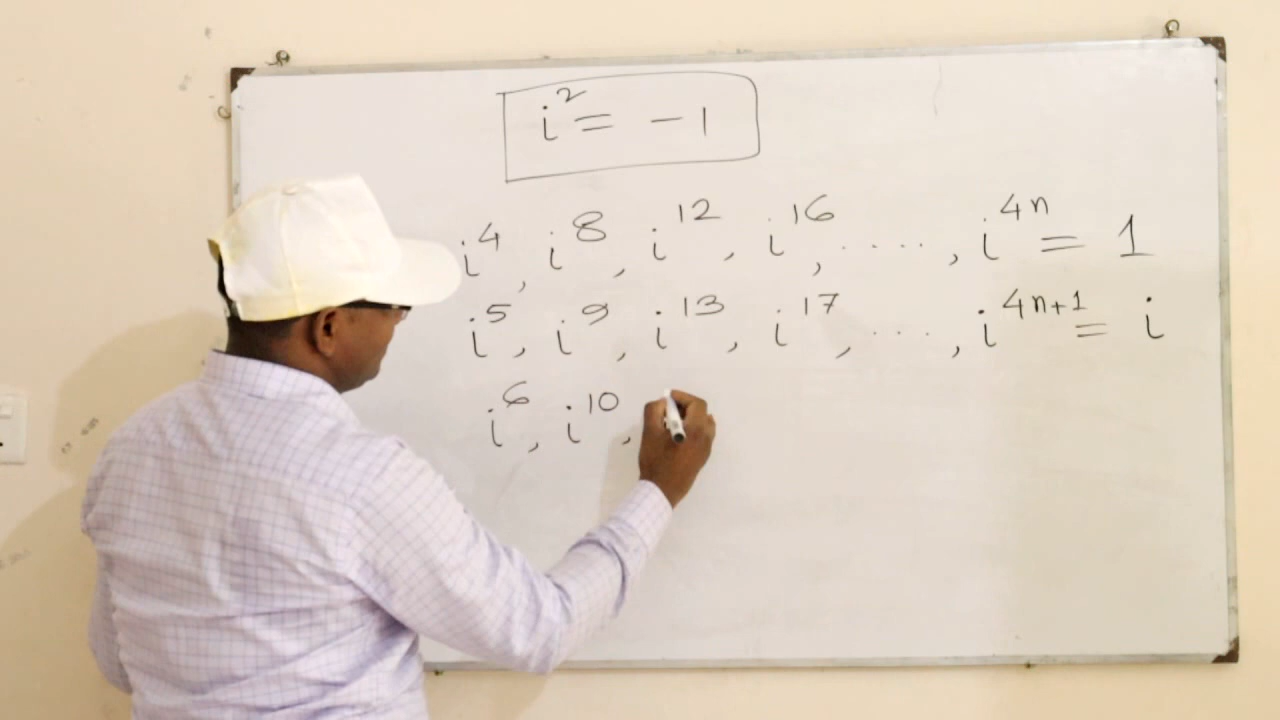 i² = -1
i⁴, i⁸, i¹², i¹⁶, ....., i⁴ⁿ = 1
i⁵, i⁹, i¹³, i¹⁷, ...., i⁴ⁿ⁺¹ = i
i⁶, i¹⁰,